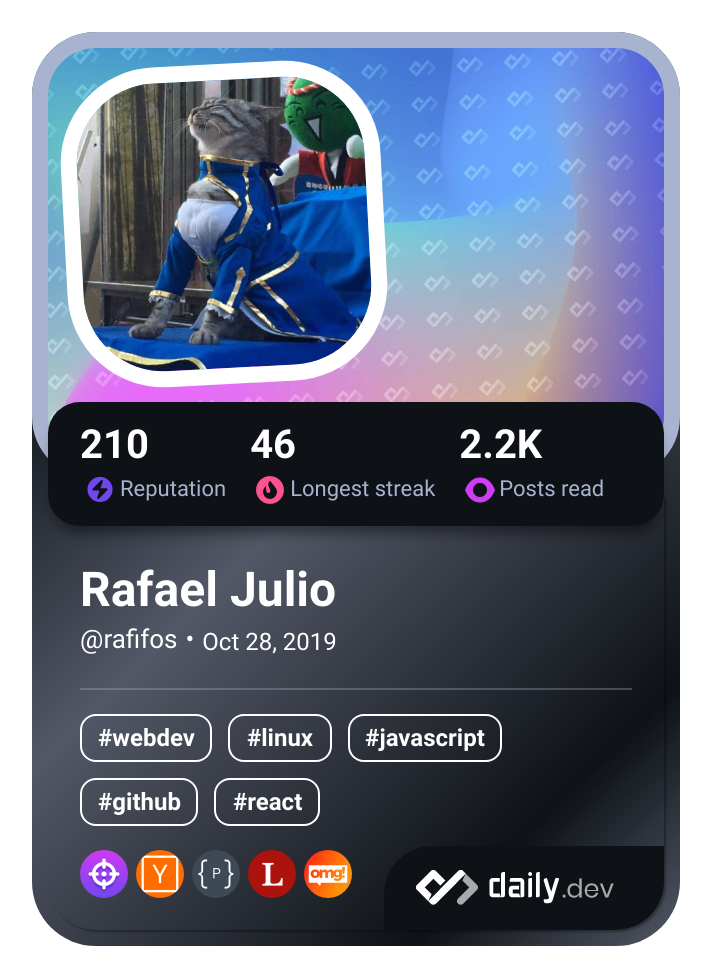 210 46 2.2K
Reputation Longest streak Posts read
Rafael Julio
@rafifos • Oct 28, 2019
#webdev #linux #javascript
#github #react
Y {P} L omg!
daily.dev